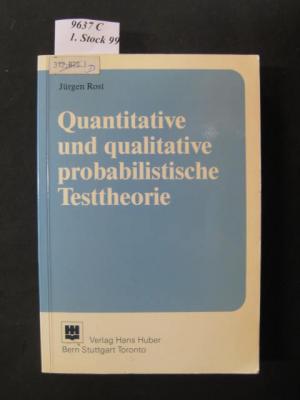 9637 C
1. Stock 99
Jürgen Rost
Quantitative
und qualitative
probabilistische
Testtheorie
Verlag Hans Huber
Bern Stuttgart Toronto